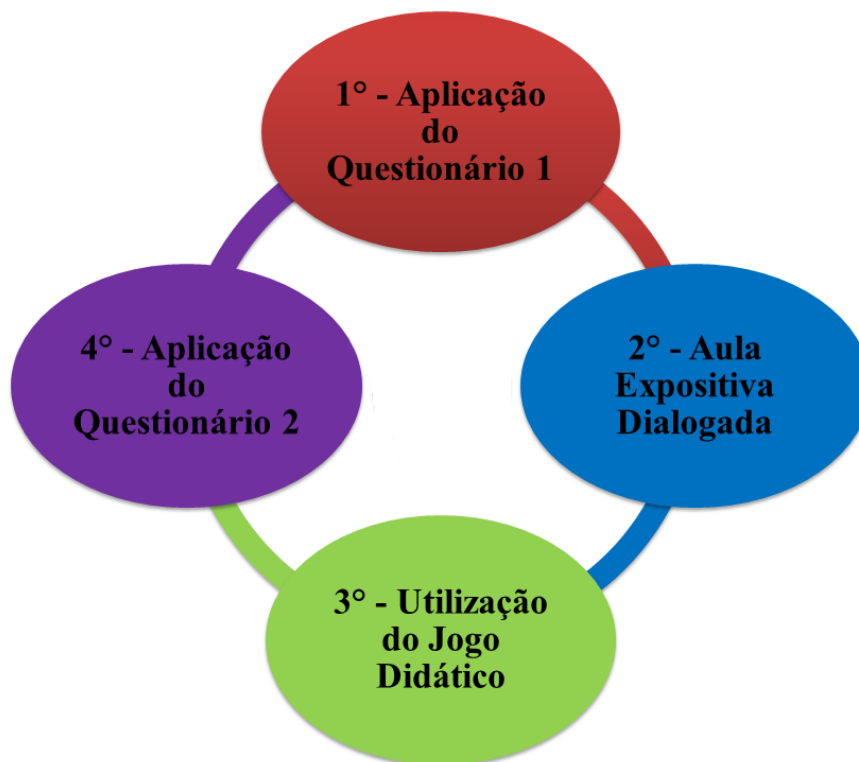 1° - Aplicação
do
Questionário 1
2° - Aula
Expositiva
Dialogada
3° - Utilização
do Jogo
Didático
4° - Aplicação
do
Questionário 2